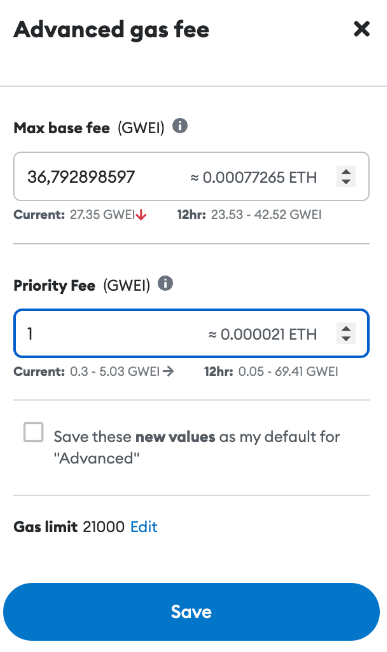 Advanced gas fee
Max base fee (GWEI)
36,792898597 ≈ 0.00077265 ETH
Current: 27.35 GWEI 12hr: 23.53 - 42.52 GWEI
Priority Fee (GWEI)
1 ≈ 0.000021 ETH
Current: 0.3 - 5.03 GWEI 12hr: 0.05 - 69.41 GWEI
Save these new values as my default for
"Advanced"
Gas limit 21000 Edit
Save